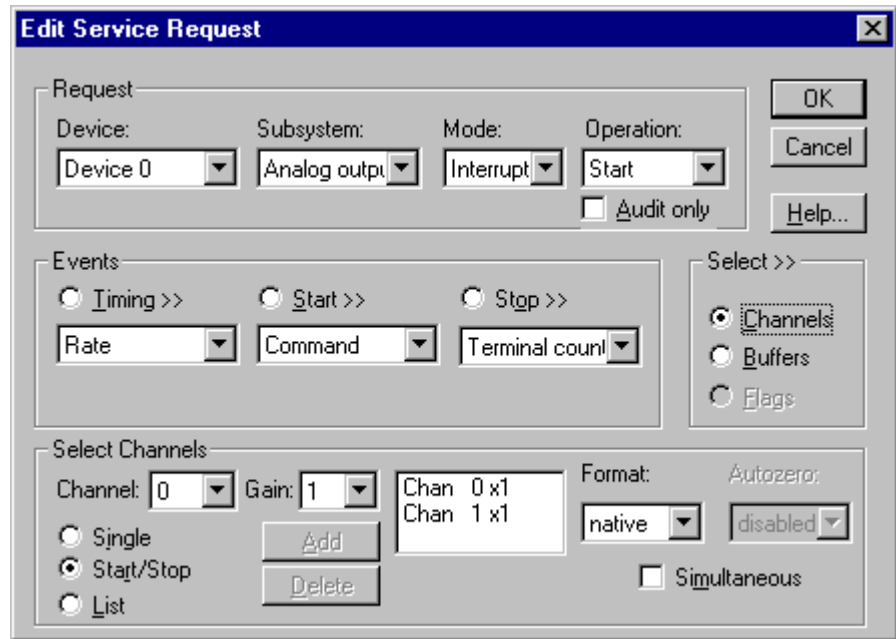 Edit Service Request
Request
OK
Device: Subsystem: Mode: Operation:
Cancel
Device 0 Analog outpu Interrupt Start
Audit only
Help...
Events
Select >>
Timing >> Start >> Stop >>
Channels
Rate Command Terminal count
Buffers
Flags
Select Channels
Channel: 0 Gain: 1 Chan 0 x1 Format: Autozero:
Chan 1 x1
native disabled
Single Add
Start/Stop
Delete Simultaneous
List